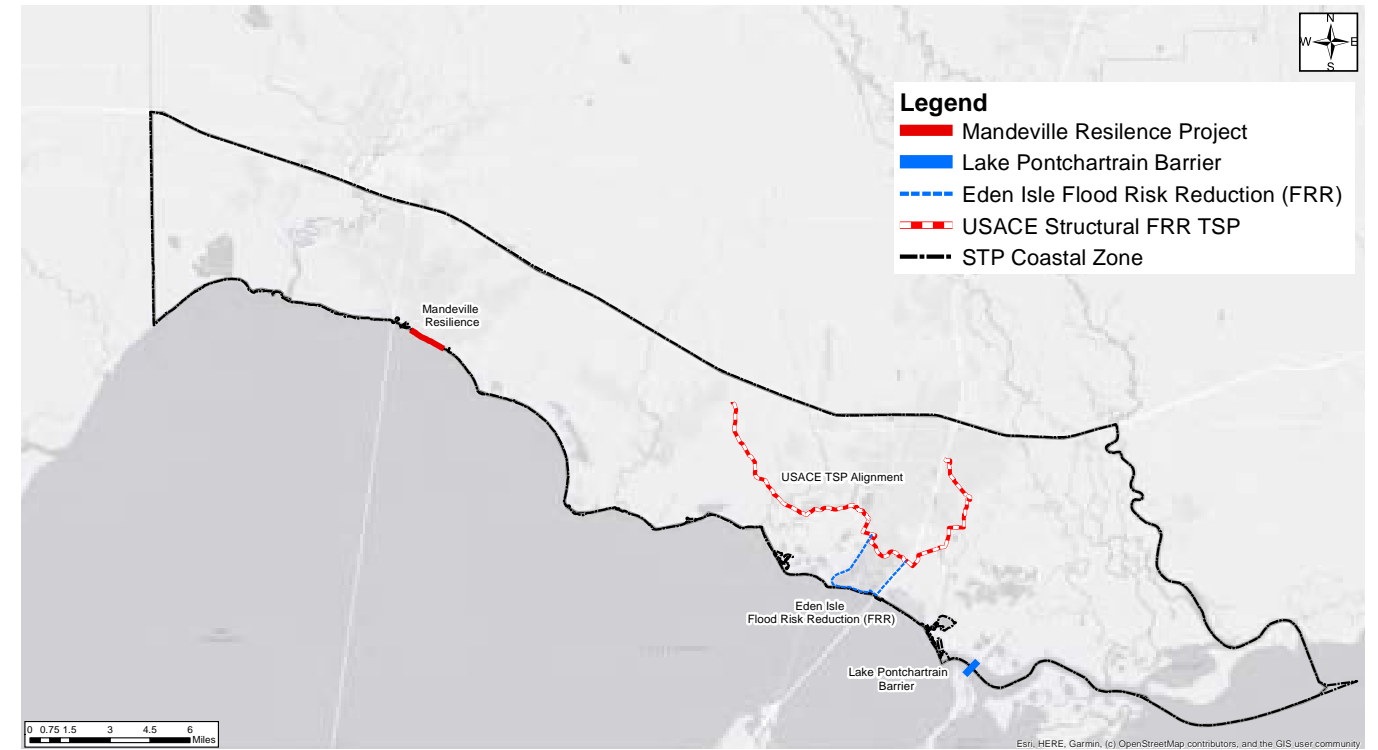 N
W E
S
Legend
Mandeville Resilence Project
Lake Pontchartrain Barrier
Eden Isle Flood Risk Reduction (FRR)
USACE Structural FRR TSP
STP Coastal Zone
Mandeville
Resilience
USACE TSP Alignment
Eden Isle
Flood Risk Reduction (FRR)
Lake Pontchartrain
Barrier
0 0.75 1.5 3 4.5 6
Miles
Esri, HERE, Garmin, (c) OpenStreetMap contributors, and the GIS user community